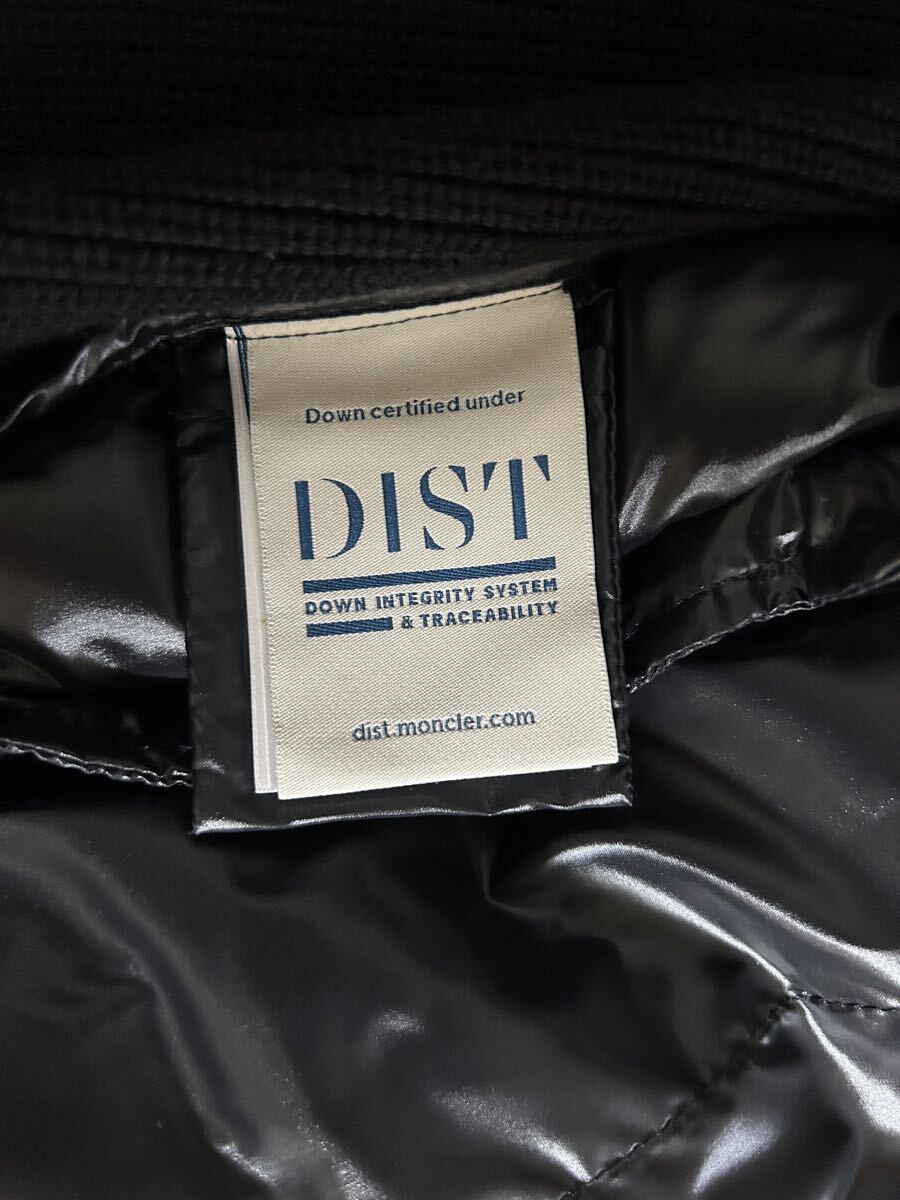 Down certified under
DIST
DOWN INTEGRITY SYSTEM
& TRACEABILITY
dist.moncler.com